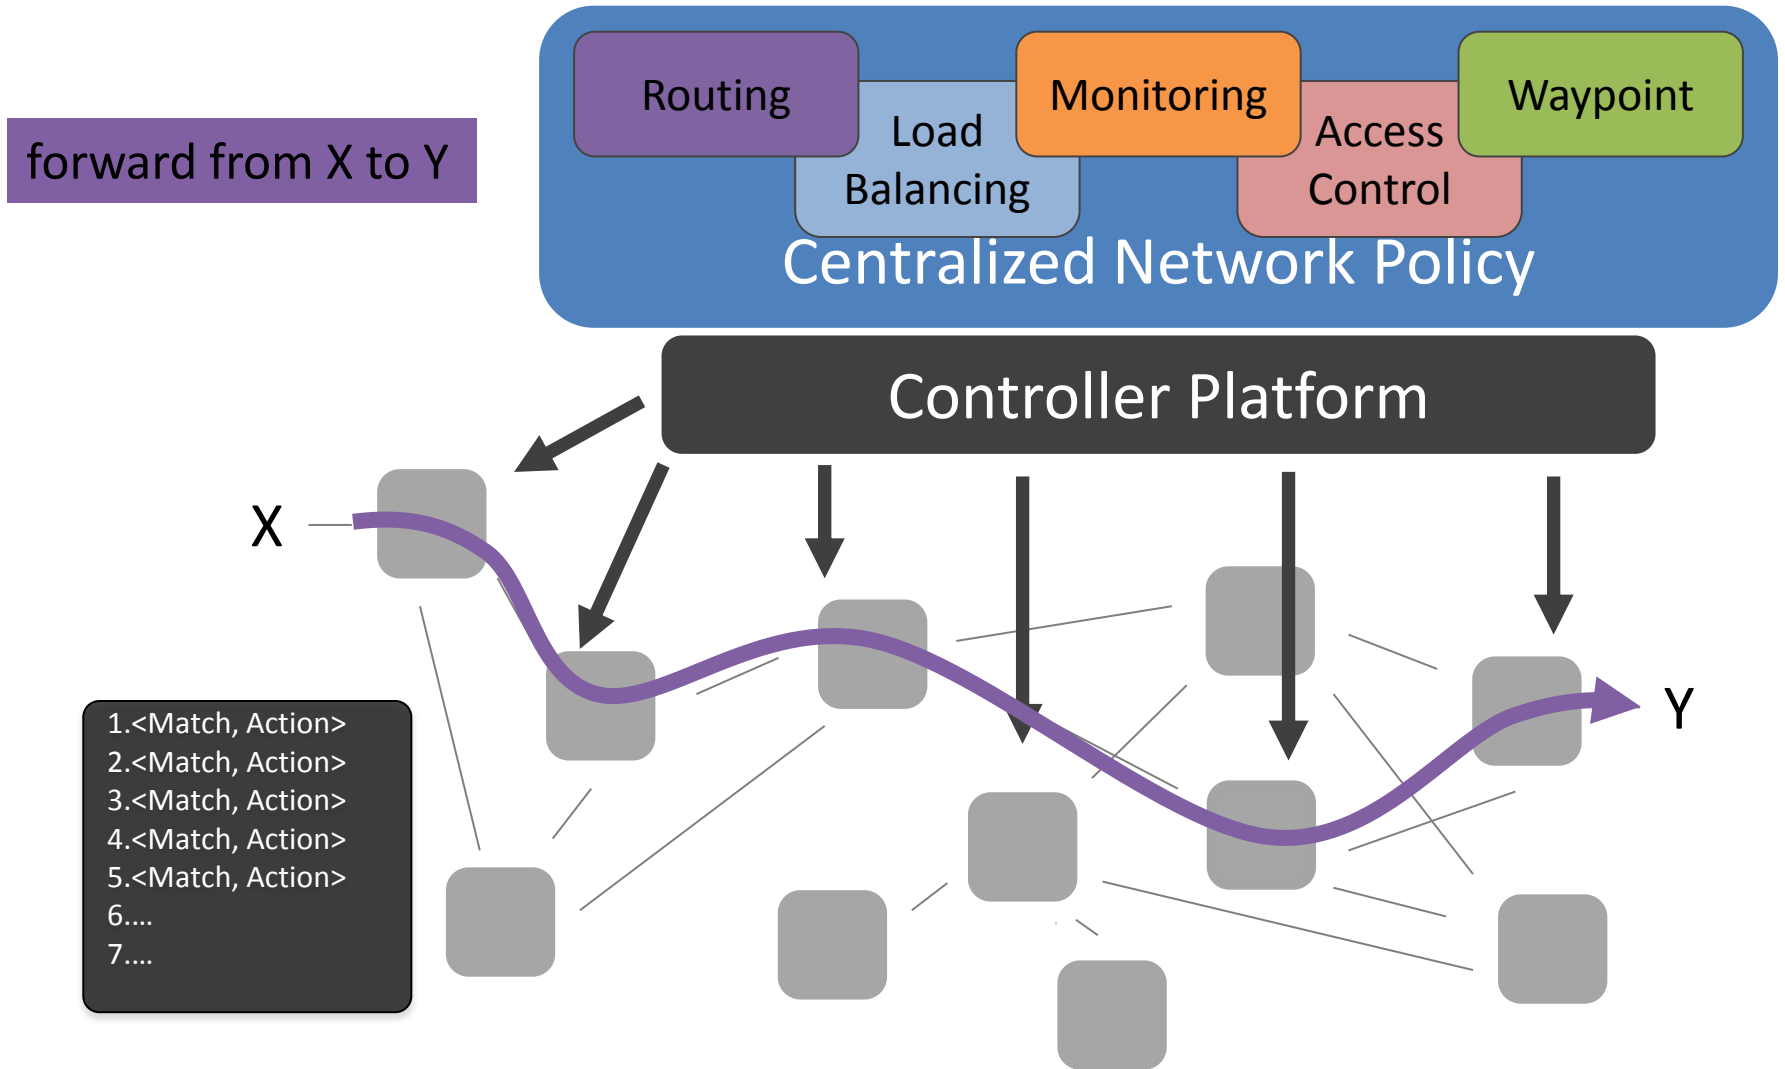 forward from X to Y
Routing
Load
Balancing
Monitoring
Access
Control
Waypoint
Centralized Network Policy
Controller Platform
X
Y
1.<Match, Action>
2.<Match, Action>
3.<Match, Action>
4.<Match, Action>
5.<Match, Action>
6....
7....